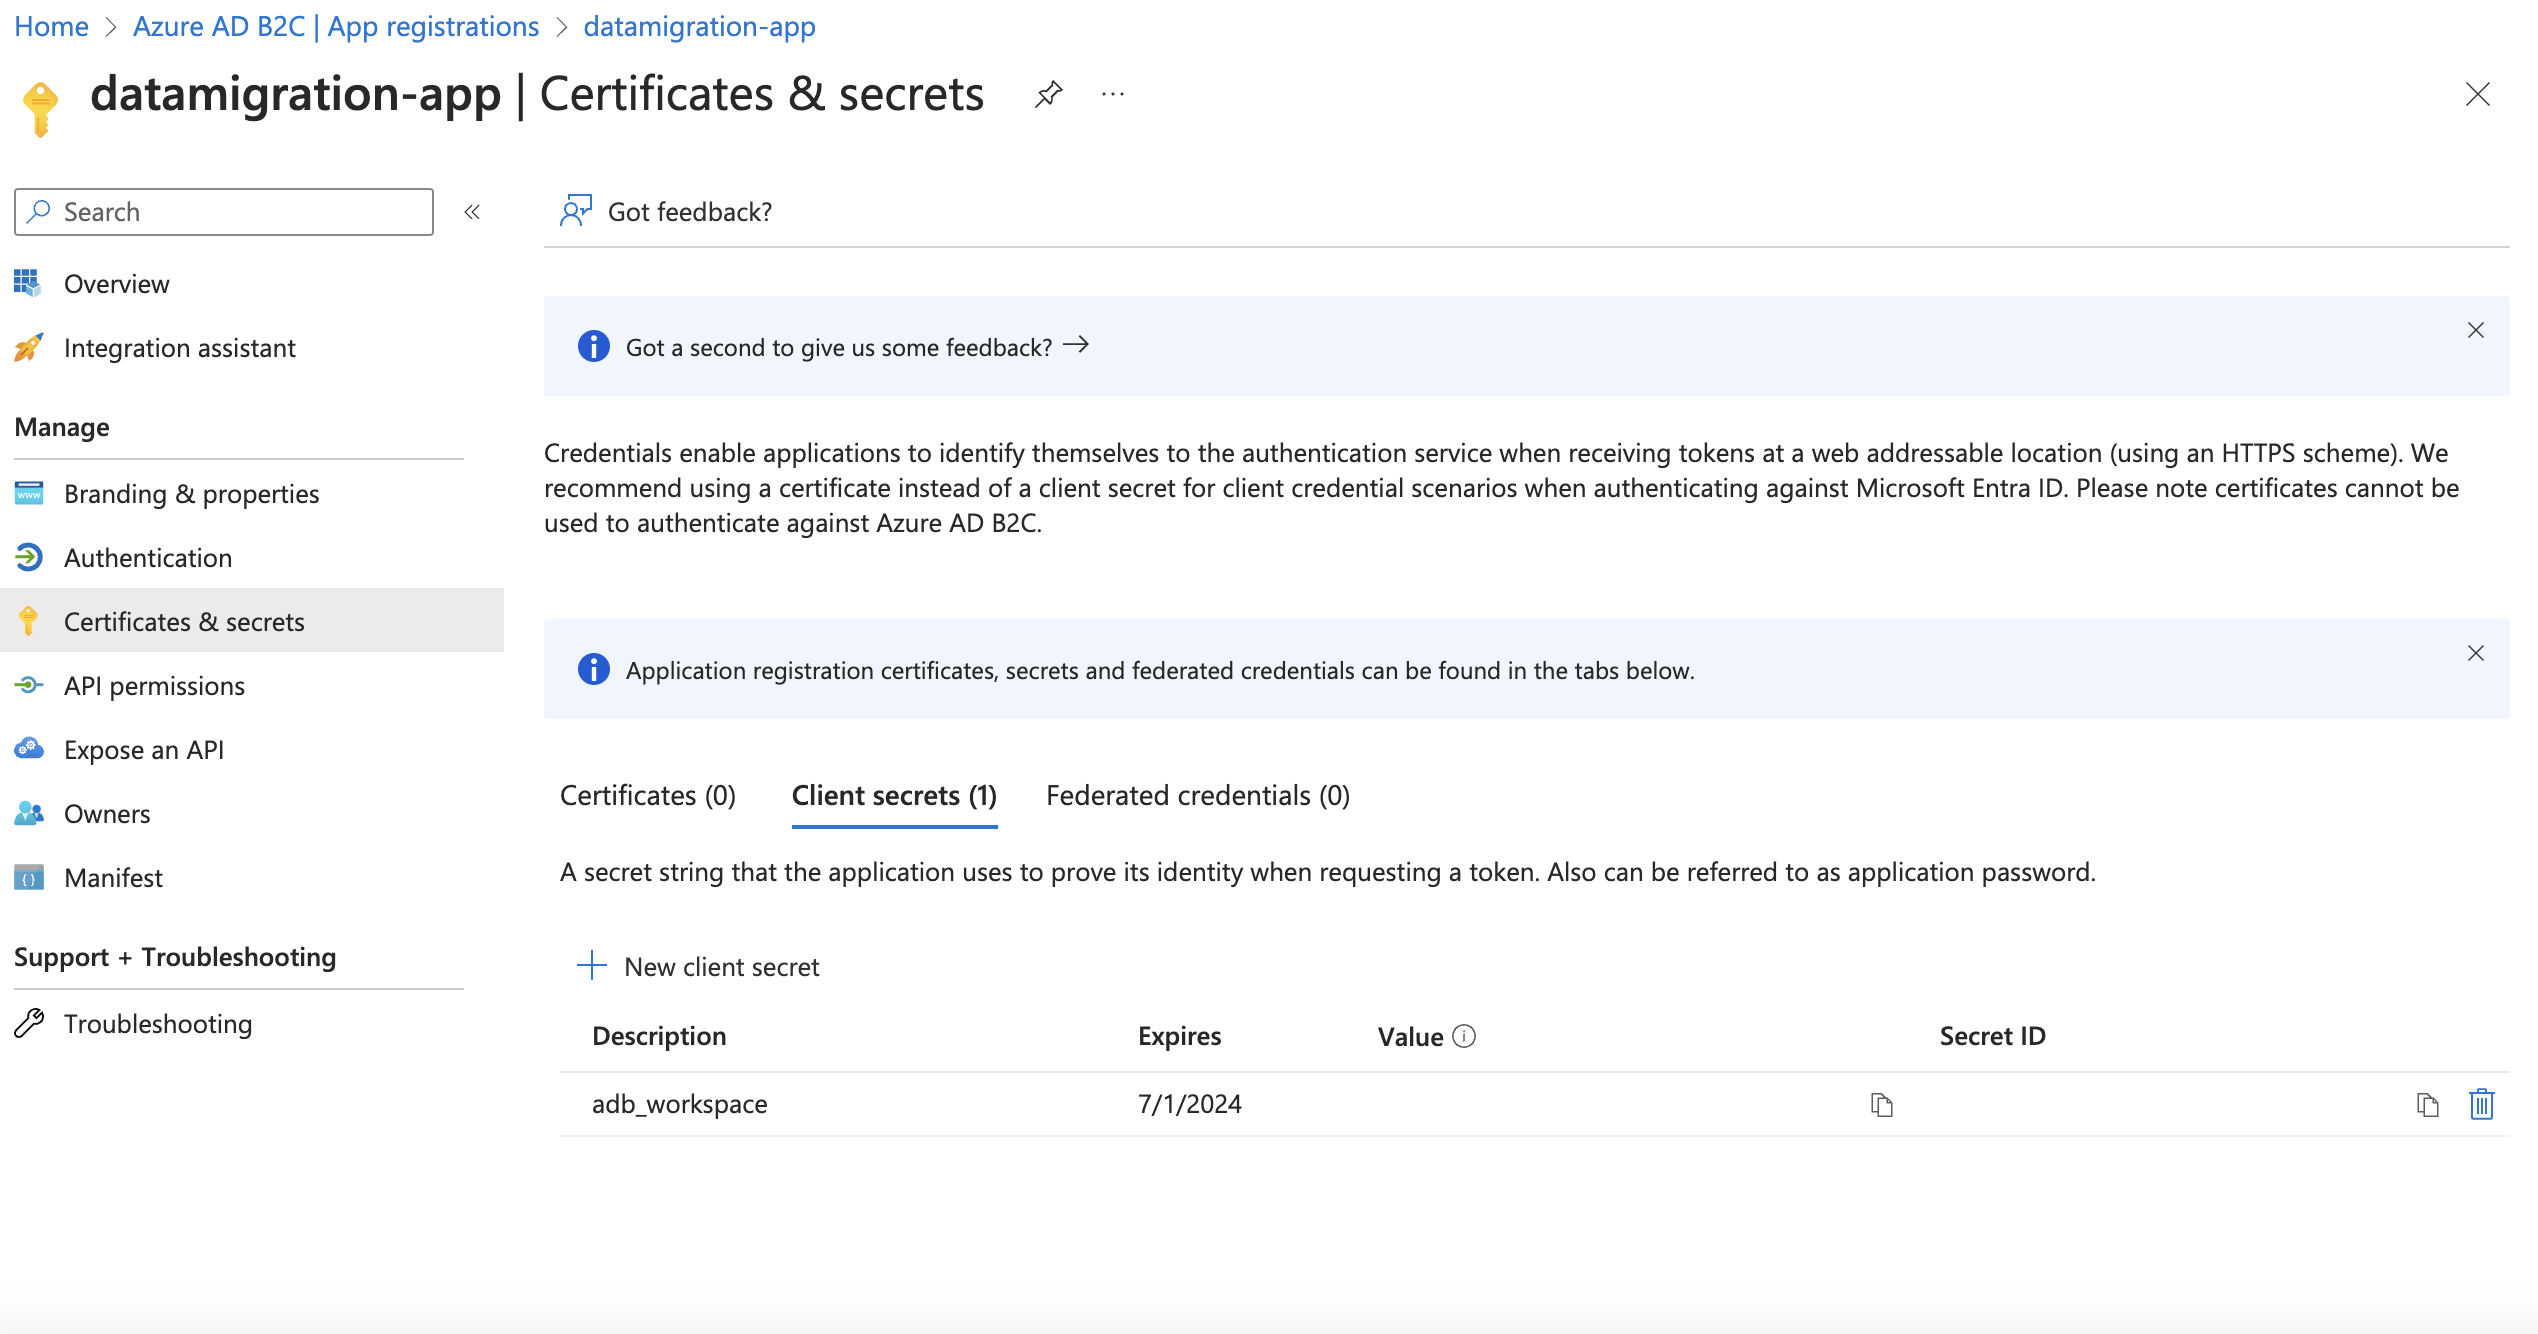 Home > Azure AD B2C | App registrations > datamigration-app
datamigration-app | Certificates & secrets
Search
Overview
Integration assistant
Manage
Branding & properties
Authentication
Certificates & secrets
API permissions
Expose an API
Owners
Manifest
Support + Troubleshooting
Troubleshooting
Got feedback?
Got a second to give us some feedback? →
Credentials enable applications to identify themselves to the authentication service when receiving tokens at a web addressable location (using an HTTPS scheme). We
recommend using a certificate instead of a client secret for client credential scenarios when authenticating against Microsoft Entra ID. Please note certificates cannot be
used to authenticate against Azure AD B2C.
Application registration certificates, secrets and federated credentials can be found in the tabs below.
Certificates (0) Client secrets (1) Federated credentials (0)
A secret string that the application uses to prove its identity when requesting a token. Also can be referred to as application password.
New client secret
Description Expires Value Secret ID
adb_workspace 7/1/2024